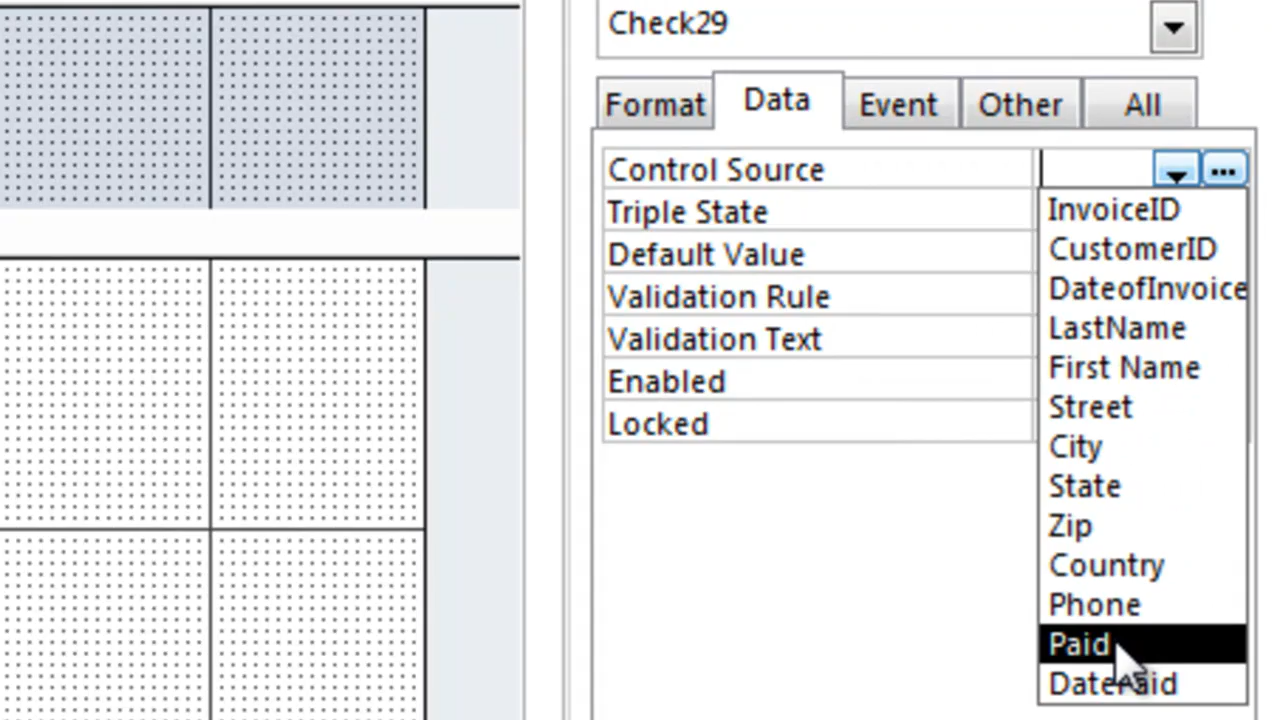 Check29
Format Data Event Other All
Control Source ...
Triple State
Default Value
Validation Rule
Validation Text
Enabled
Locked
InvoiceID
CustomerID
DateofInvoice
LastName
First Name
Street
City
State
Zip
Country
Phone
Paid
DatePaid